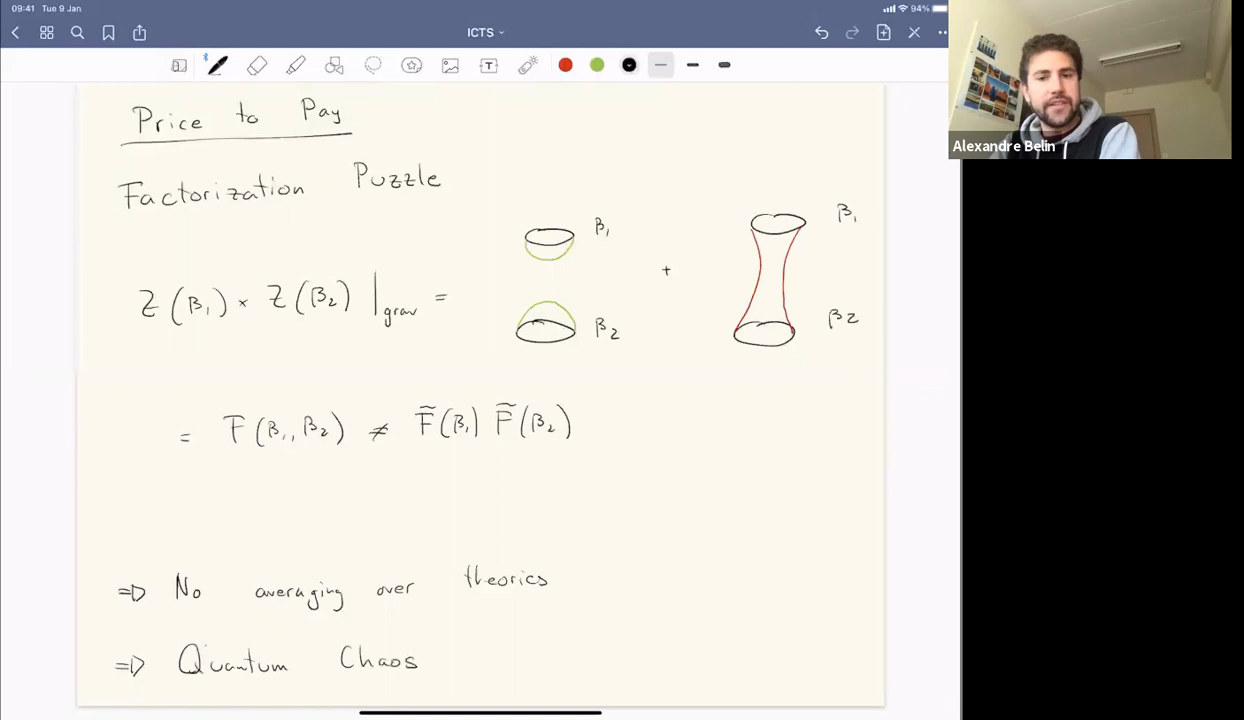 09:41 Tue 9 Jan
94%
ICTS
Alexandre Belin
Price to Pay
Factorization Puzzle
Z(β₁) × Z(β₂) |grav =
β₁
β₂
+
β₁
β2
= F(β₁, β₂) ≠ F̃(β₁) F̃(β₂)
⇒ No averaging over theories
⇒ Quantum Chaos